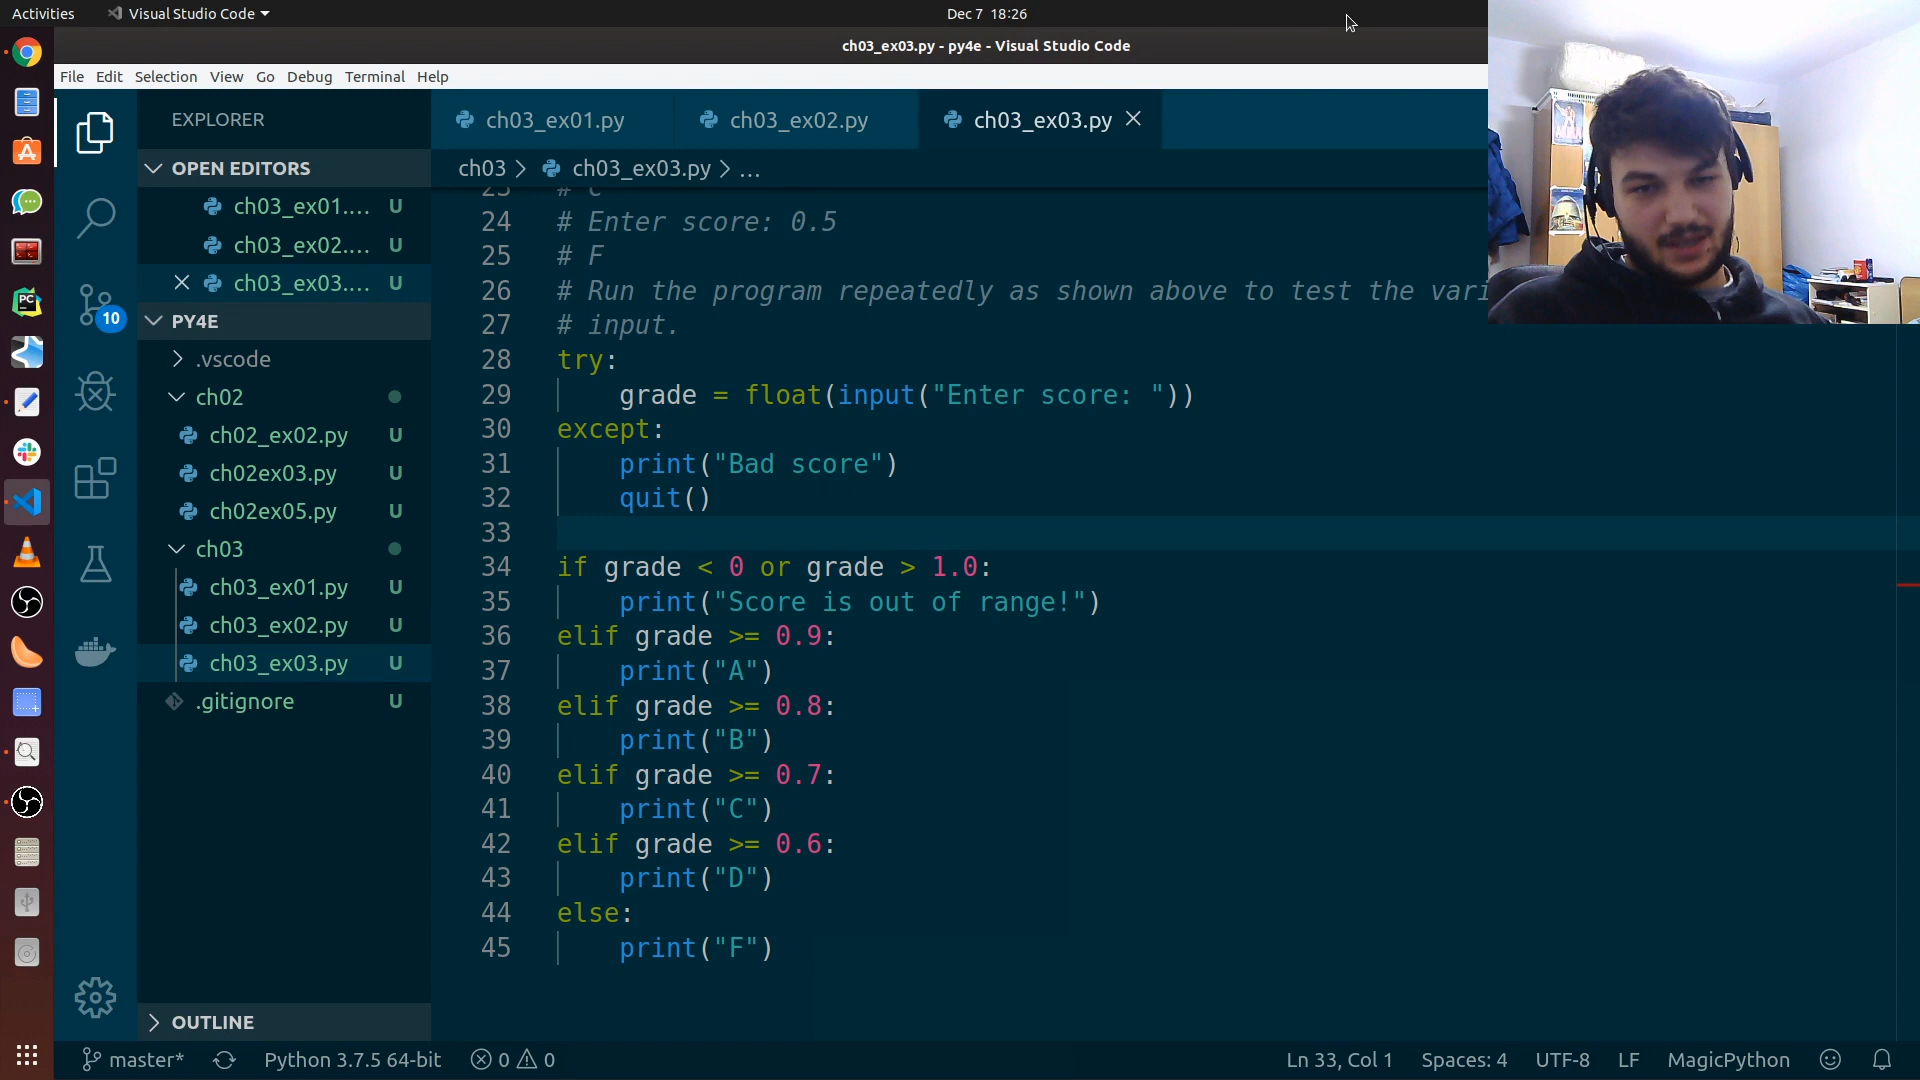 Activities
Visual Studio Code
Dec 7 18:26
ch03_ex03.py - py4e - Visual Studio Code
File Edit Selection View Go Debug Terminal Help
EXPLORER
OPEN EDITORS
ch03_ex01.... U
ch03_ex02.... U
ch03_ex03.... U
PY4E
.vscode
ch02
ch02_ex02.py U
ch02ex03.py U
ch02ex05.py U
ch03
ch03_ex01.py U
ch03_ex02.py U
ch03_ex03.py U
.gitignore U
OUTLINE
10
PC
ch03_ex01.py
ch03_ex02.py
ch03_ex03.py
ch03 > ch03_ex03.py > ...
23 # C
24 # Enter score: 0.5
25 # F
26 # Run the program repeatedly as shown above to test the vari
27 # input.
28 try:
29 grade = float(input("Enter score: "))
30 except:
31 print("Bad score")
32 quit()
33
34 if grade < 0 or grade > 1.0:
35 print("Score is out of range!")
36 elif grade >= 0.9:
37 print("A")
38 elif grade >= 0.8:
39 print("B")
40 elif grade >= 0.7:
41 print("C")
42 elif grade >= 0.6:
43 print("D")
44 else:
45 print("F")
master* Python 3.7.5 64-bit 0 0 Ln 33, Col 1 Spaces: 4 UTF-8 LF MagicPython